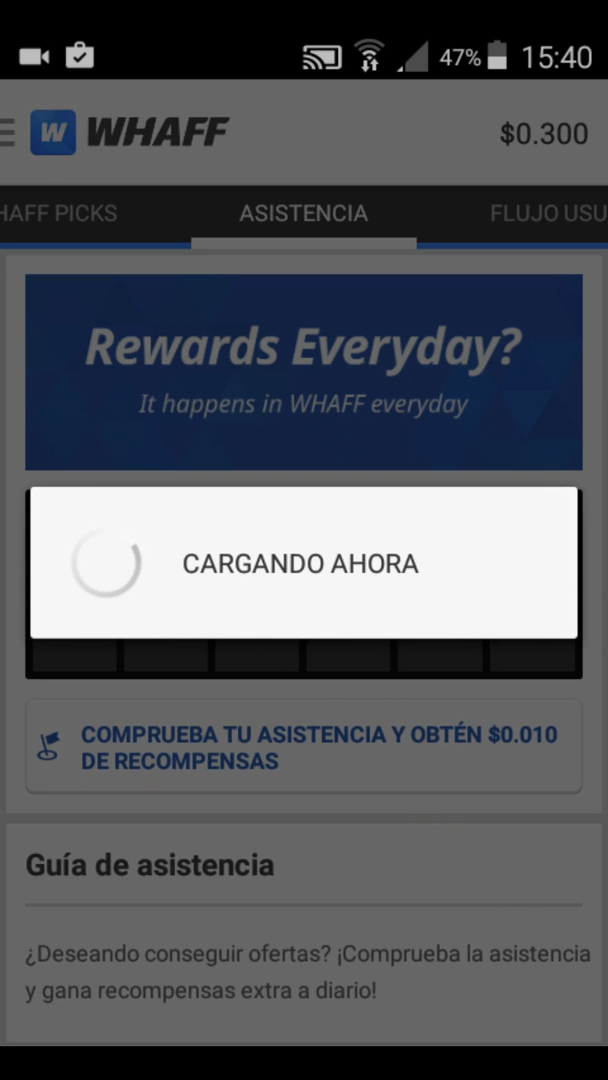 47% 15:40
W WHAFF $0.300
HAFF PICKS ASISTENCIA FLUJO USU
Rewards Everyday?
It happens in WHAFF everyday
CARGANDO AHORA
COMPRUEBA TU ASISTENCIA Y OBTÉN $0.010
DE RECOMPENSAS
Guía de asistencia
¿Deseando conseguir ofertas? ¡Comprueba la asistencia
y gana recompensas extra a diario!